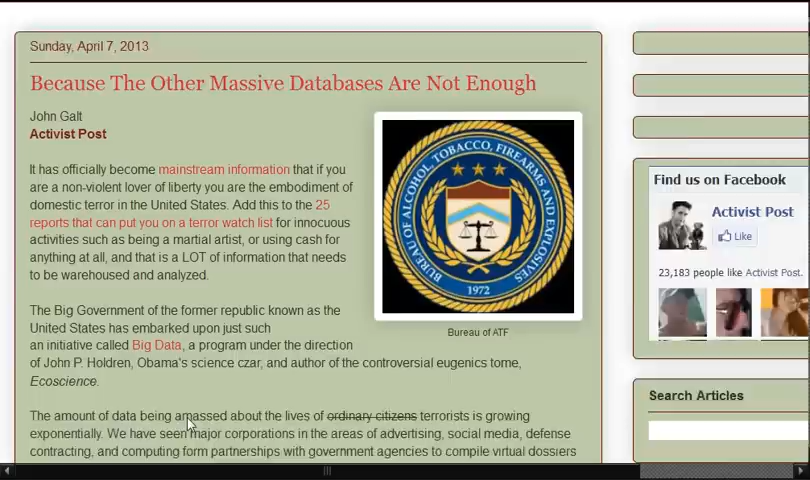 Sunday, April 7, 2013
Because The Other Massive Databases Are Not Enough
John Galt
Activist Post
It has officially become mainstream information that if you
are a non-violent lover of liberty you are the embodiment of
domestic terror in the United States. Add this to the 25
reports that can put you on a terror watch list for innocuous
activities such as being a martial artist, or using cash for
anything at all, and that is a LOT of information that needs
to be warehoused and analyzed.
BUREAU OF ALCOHOL, TOBACCO, FIREARMS AND EXPLOSIVES
1972
Bureau of ATF
The Big Government of the former republic known as the
United States has embarked upon just such
an initiative called Big Data, a program under the direction
of John P. Holdren, Obama's science czar, and author of the controversial eugenics tome,
Ecoscience.
The amount of data being amassed about the lives of ordinary citizens terrorists is growing
exponentially. We have seen major corporations in the areas of advertising, social media, defense
contracting, and computing form partnerships with government agencies to compile virtual dossiers
Find us on Facebook
Activist Post
Like
23,183 people like Activist Post.
Search Articles